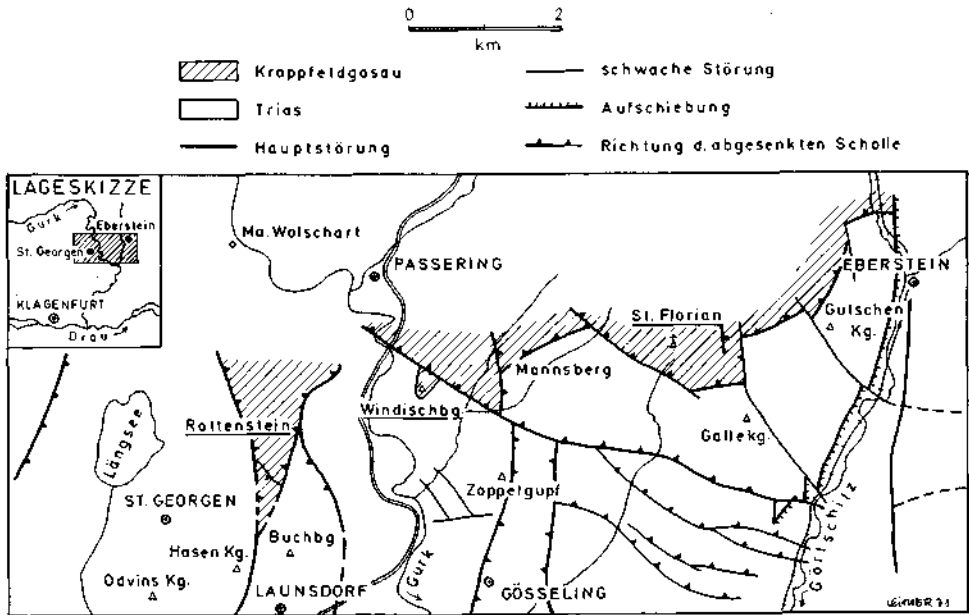 0 2
km
Krappfeldgosau
Trias
Hauptstörung
schwache Störung
Aufschiebung
Richtung d. abgesenkten Scholle
LAGESKIZZE
Gurk
Eberstein
St. Georgen
KLAGENFURT
Drau
Ma. Wolschart
PASSERING
EBERSTEIN
St. Florian
Gutschen
Kg.
Mannsberg
Windischbg.
Rottenstein
Längsee
Gallekg.
Zoppelgupf
ST. GEORGEN
Hasen Kg.
Buchbg
Odvins Kg.
LAUNSDORF
Gurk
GÖSSELING
Görtschitz